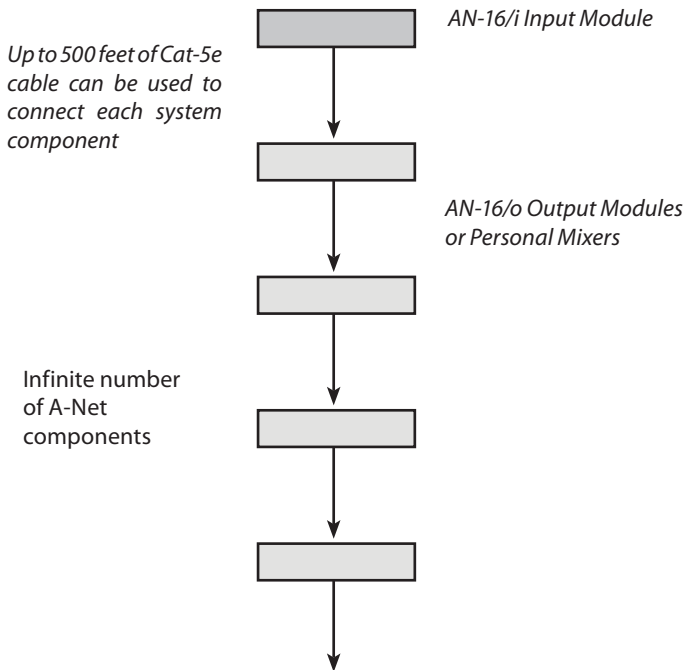 AN-16/i Input Module
Up to 500 feet of Cat-5e
cable can be used to
connect each system
component
AN-16/o Output Modules
or Personal Mixers
Infinite number
of A-Net
components